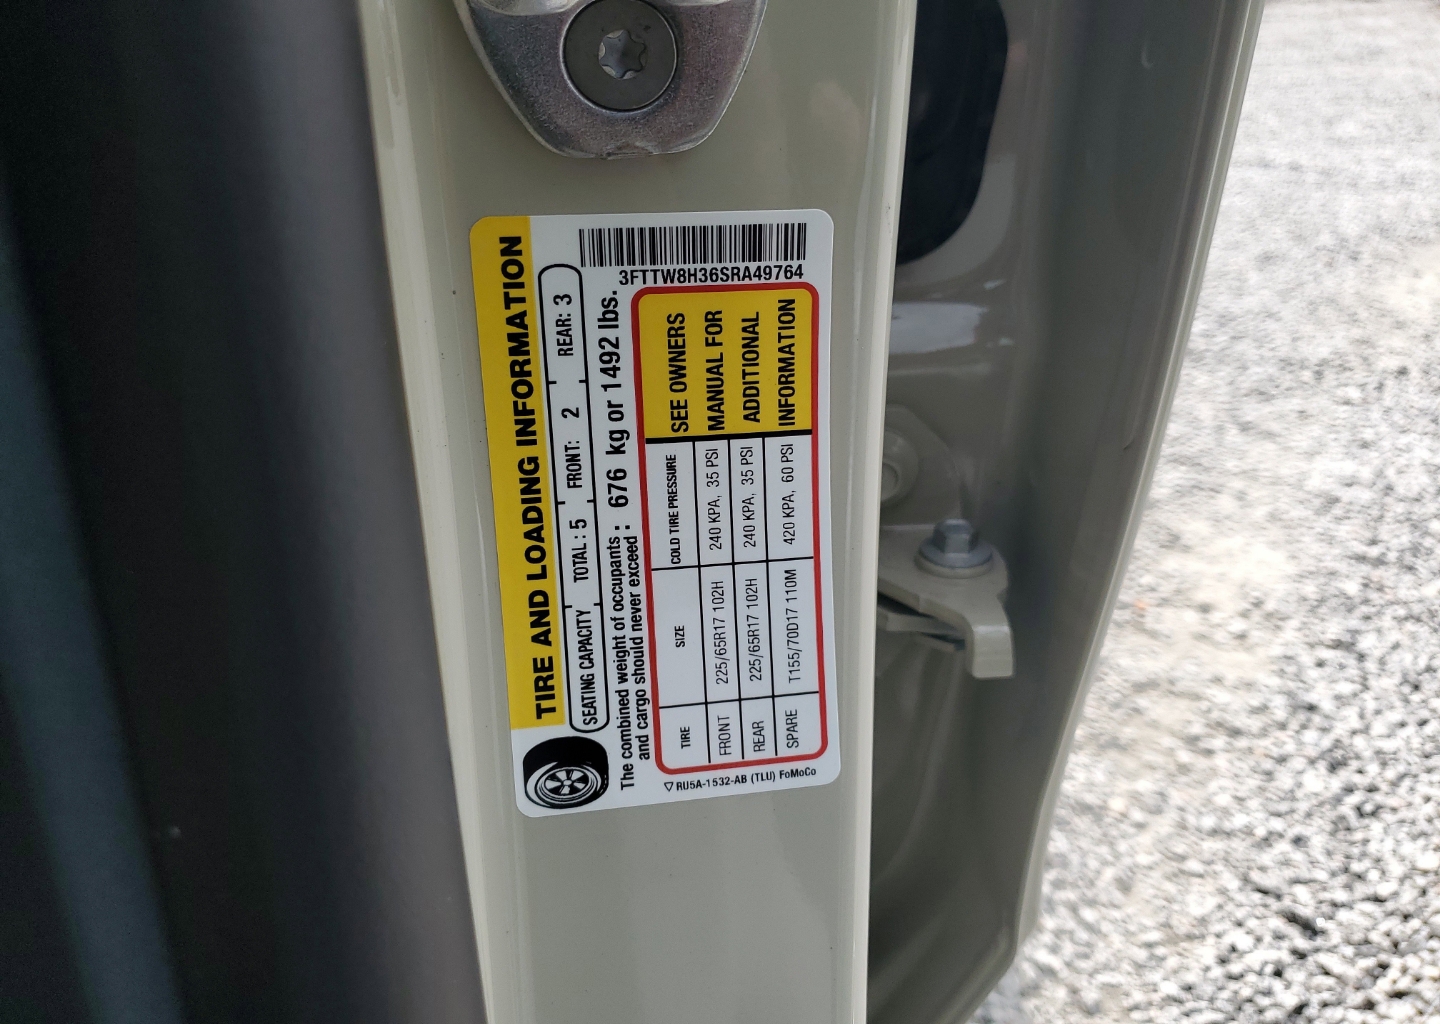 3FTTW8H36SRA49764
TIRE AND LOADING INFORMATION
SEATING CAPACITY TOTAL : 5 FRONT: 2 REAR: 3
The combined weight of occupants : 676 kg or 1492 lbs.
and cargo should never exceed :
TIRE SIZE COLD TIRE PRESSURE SEE OWNERS
FRONT 225/65R17 102H 240 KPA, 35 PSI MANUAL FOR
REAR 225/65R17 102H 240 KPA, 35 PSI ADDITIONAL
SPARE T155/70D17 110M 420 KPA, 60 PSI INFORMATION
RU5A-1532-AB (TLU) FoMoCo